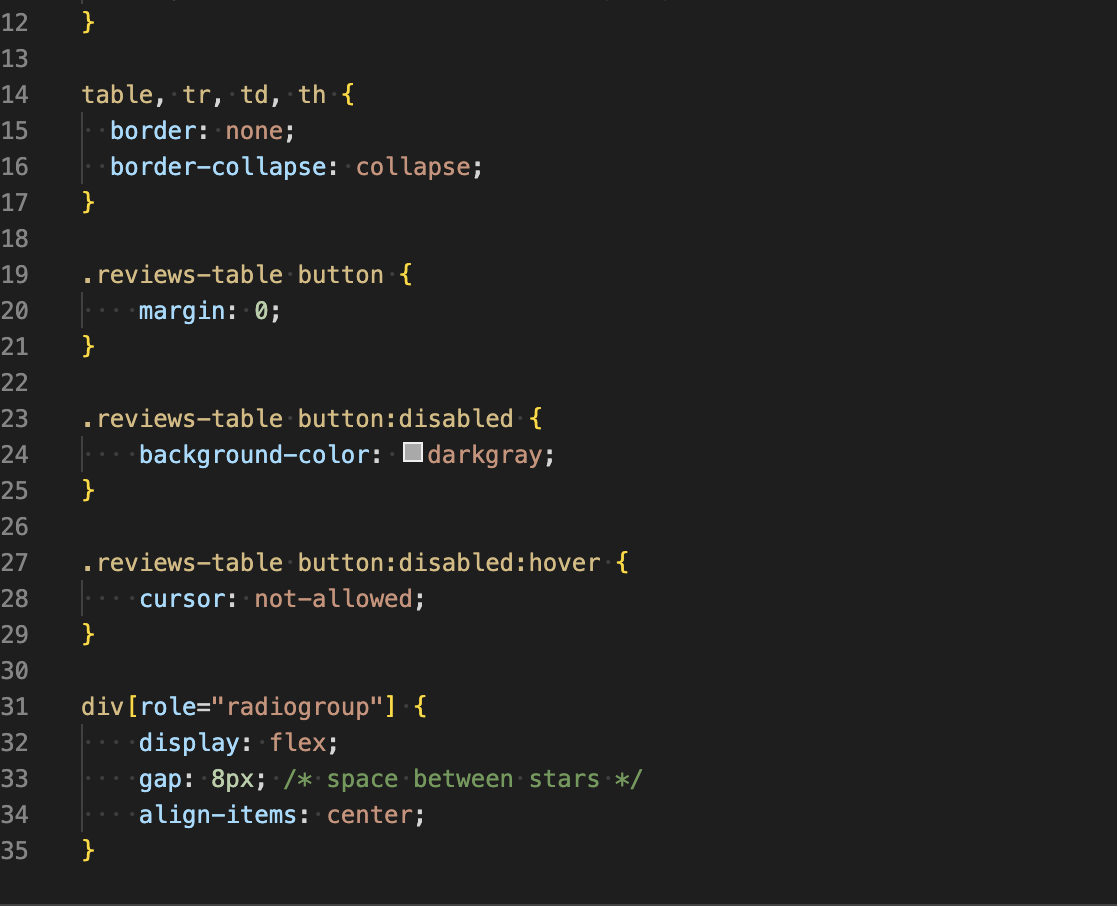 12 }
13
14 table, tr, td, th {
15   border: none;
16   border-collapse: collapse;
17 }
18
19 .reviews-table button {
20     margin: 0;
21 }
22
23 .reviews-table button:disabled {
24     background-color: darkgray;
25 }
26
27 .reviews-table button:disabled:hover {
28     cursor: not-allowed;
29 }
30
31 div[role="radiogroup"] {
32     display: flex;
33     gap: 8px; /* space between stars */
34     align-items: center;
35 }